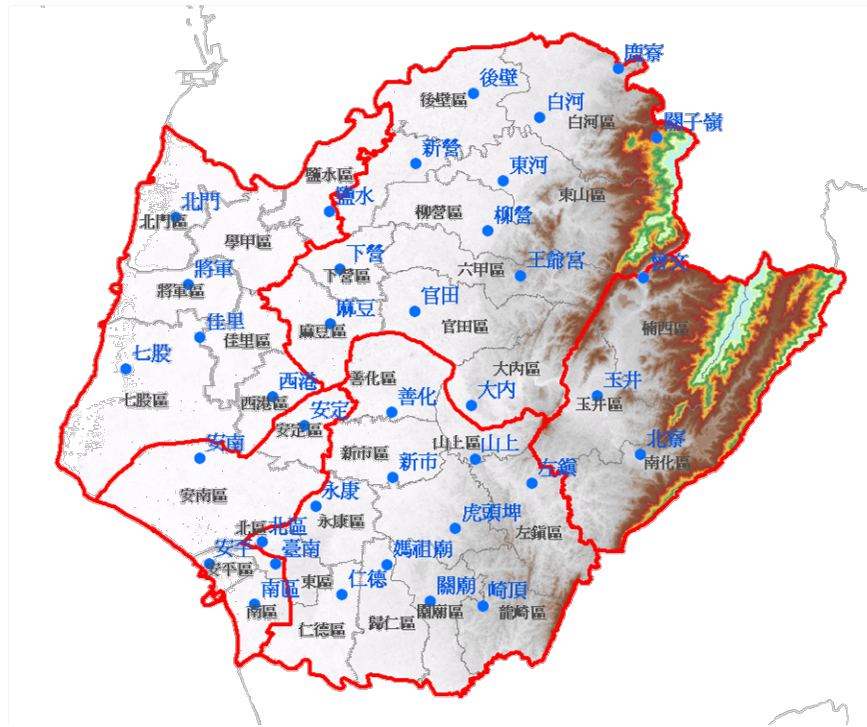 鹿寮
後壁
後壁區
白河
白河區
關子嶺
新營
東河
鹽水區
東山區
北門
北門區
鹽水
柳營區
柳營
學甲區
下營
下營區
六甲區
王爺宮
曾文
將軍
將軍區
官田
官田區
麻豆
麻豆區
楠西區
佳里
佳里區
七股
七股區
大內區
善化區
西港
西港區
大内
玉井
玉井區
安定
安定區
善化
安南
安南區
新市區
新市
山上區
山上
左鎮
北寮
南化區
永康
永康區
虎頭埤
左鎮區
北區
北區
安平
安平區
臺南
媽祖廟
東區
仁德
南區
南區
關廟
關廟區
崎頂
龍崎區
仁德區
歸仁區